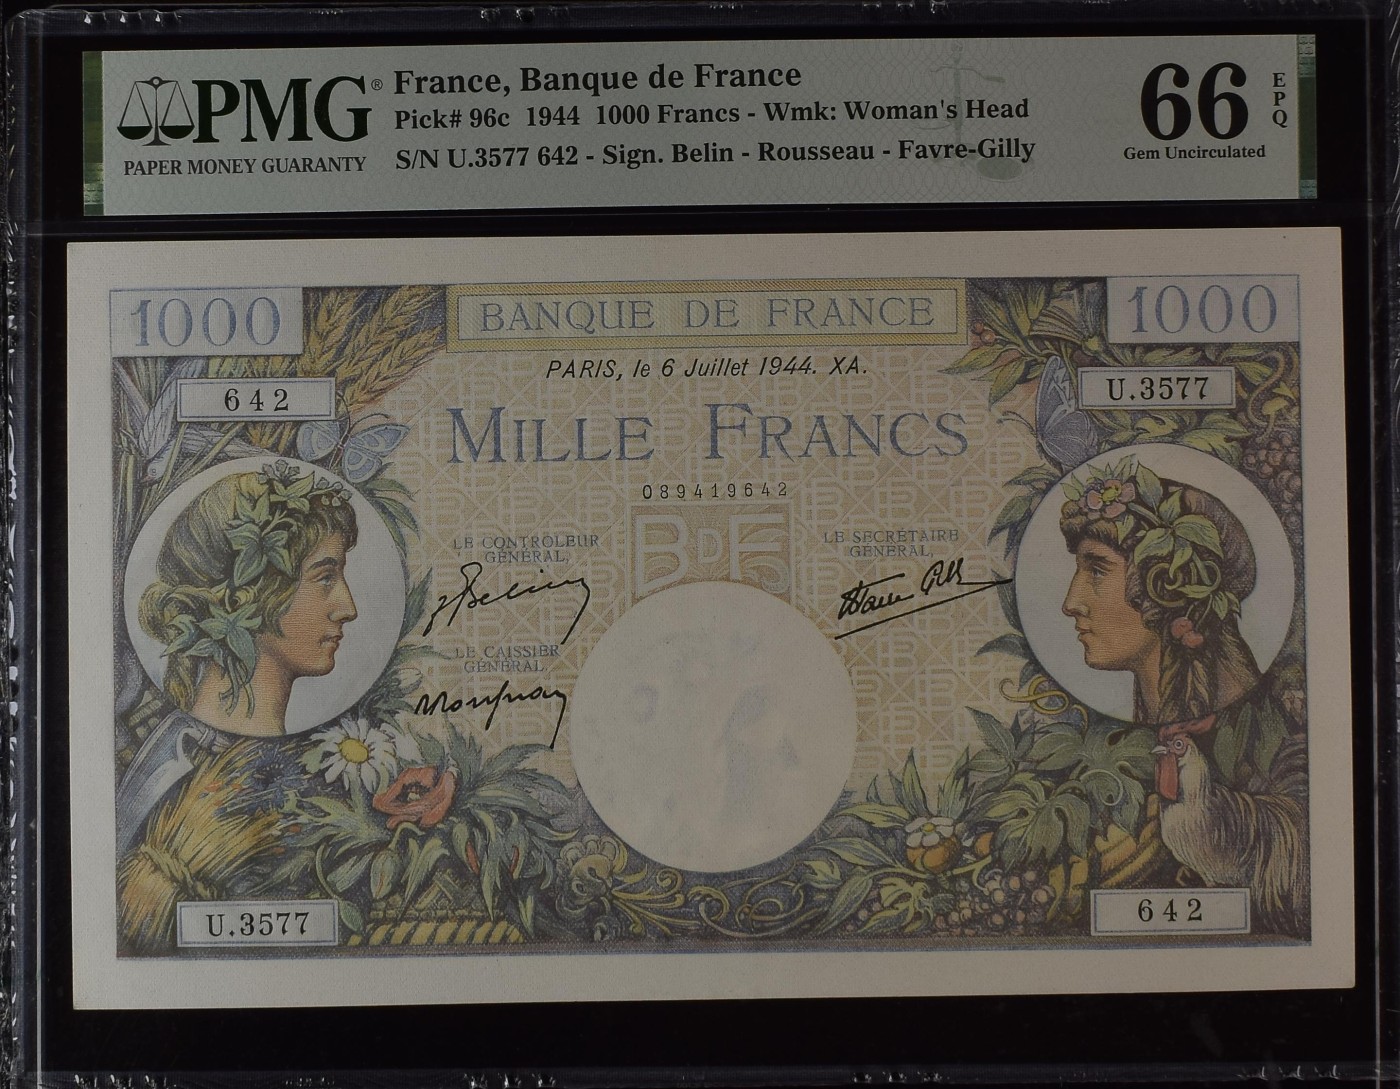 PMG®
PAPER MONEY GUARANTY
France, Banque de France
Pick# 96c 1944 1000 Francs - Wmk: Woman's Head
S/N U.3577 642 - Sign. Belin - Rousseau - Favre-Gilly
66 EPQ
Gem Uncirculated
1000
BANQUE DE FRANCE
1000
PARIS, le 6 Juillet 1944. XA.
642
U.3577
MILLE FRANCS
089419642
BDF
LE CONTRÔLEUR
GÉNÉRAL,
LE SECRÉTAIRE
GÉNÉRAL,
LE CAISSIER
GÉNÉRAL,
U.3577
642